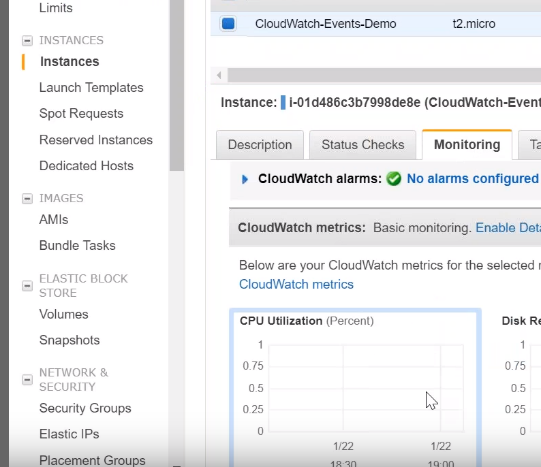 Limits
INSTANCES
Instances
Launch Templates
Spot Requests
Reserved Instances
Dedicated Hosts
IMAGES
AMIs
Bundle Tasks
ELASTIC BLOCK
STORE
Volumes
Snapshots
NETWORK &
SECURITY
Security Groups
Elastic IPs
Placement Groups
CloudWatch-Events-Demo t2.micro
Instance: i-01d486c3b7998de8e (CloudWatch-Event
Description Status Checks Monitoring Ta
CloudWatch alarms: No alarms configured
CloudWatch metrics: Basic monitoring. Enable Deta
Below are your CloudWatch metrics for the selected r
CloudWatch metrics
CPU Utilization (Percent) Disk Re
1 1
0.75 0.75
0.5 0.5
0.25 0.25
0 0
1/22 1/22
18:30 19:00